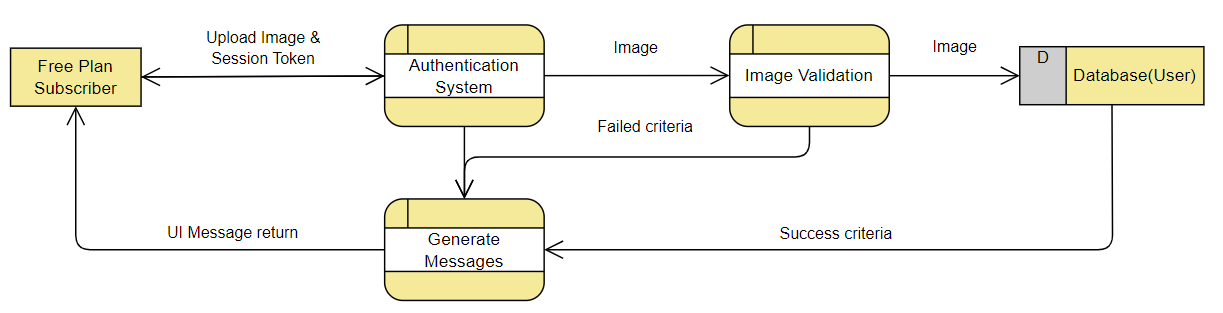 Free Plan
Subscriber
Upload Image &
Session Token
Authentication
System
Image
Image Validation
Image
D
Database(User)
Failed criteria
UI Message return
Generate
Messages
Success criteria